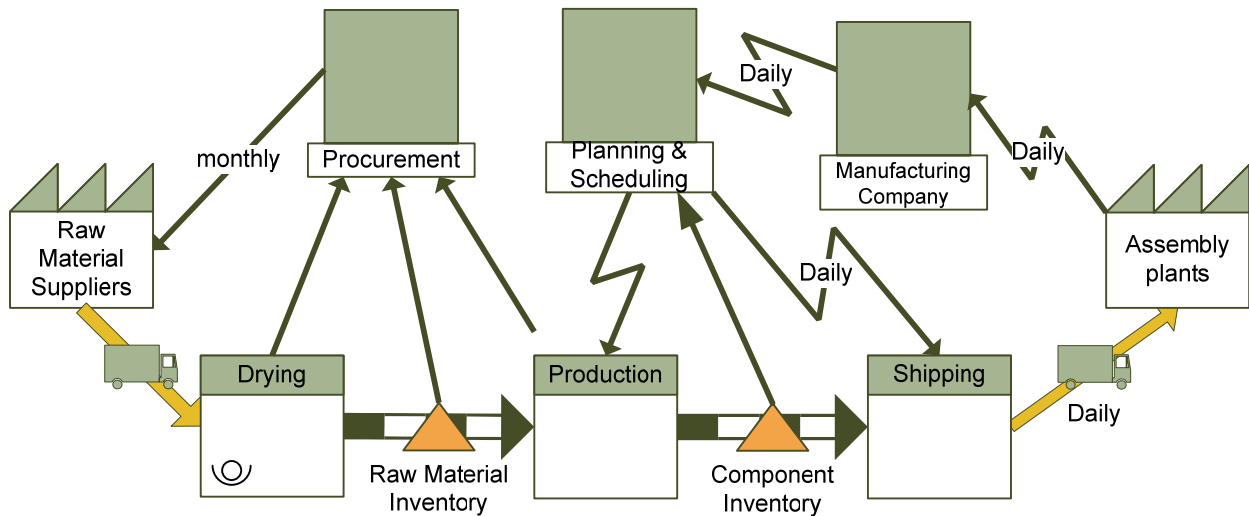 Daily
Daily
monthly
Procurement
Planning &
Scheduling
Manufacturing
Company
Raw
Material
Suppliers
Assembly
plants
Daily
Drying
Production
Shipping
Daily
Raw Material
Inventory
Component
Inventory